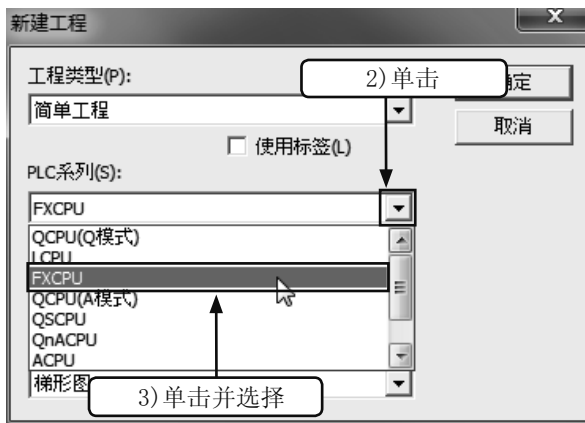 新建工程
工程类型(P):
2)单击
定
简单工程
取消
使用标签(L)
PLC系列(S):
FXCPU
QCPU(Q模式)
LCPU
FXCPU
QCPU(A模式)
QSCPU
QnACPU
ACPU
梯形图
3)单击并选择